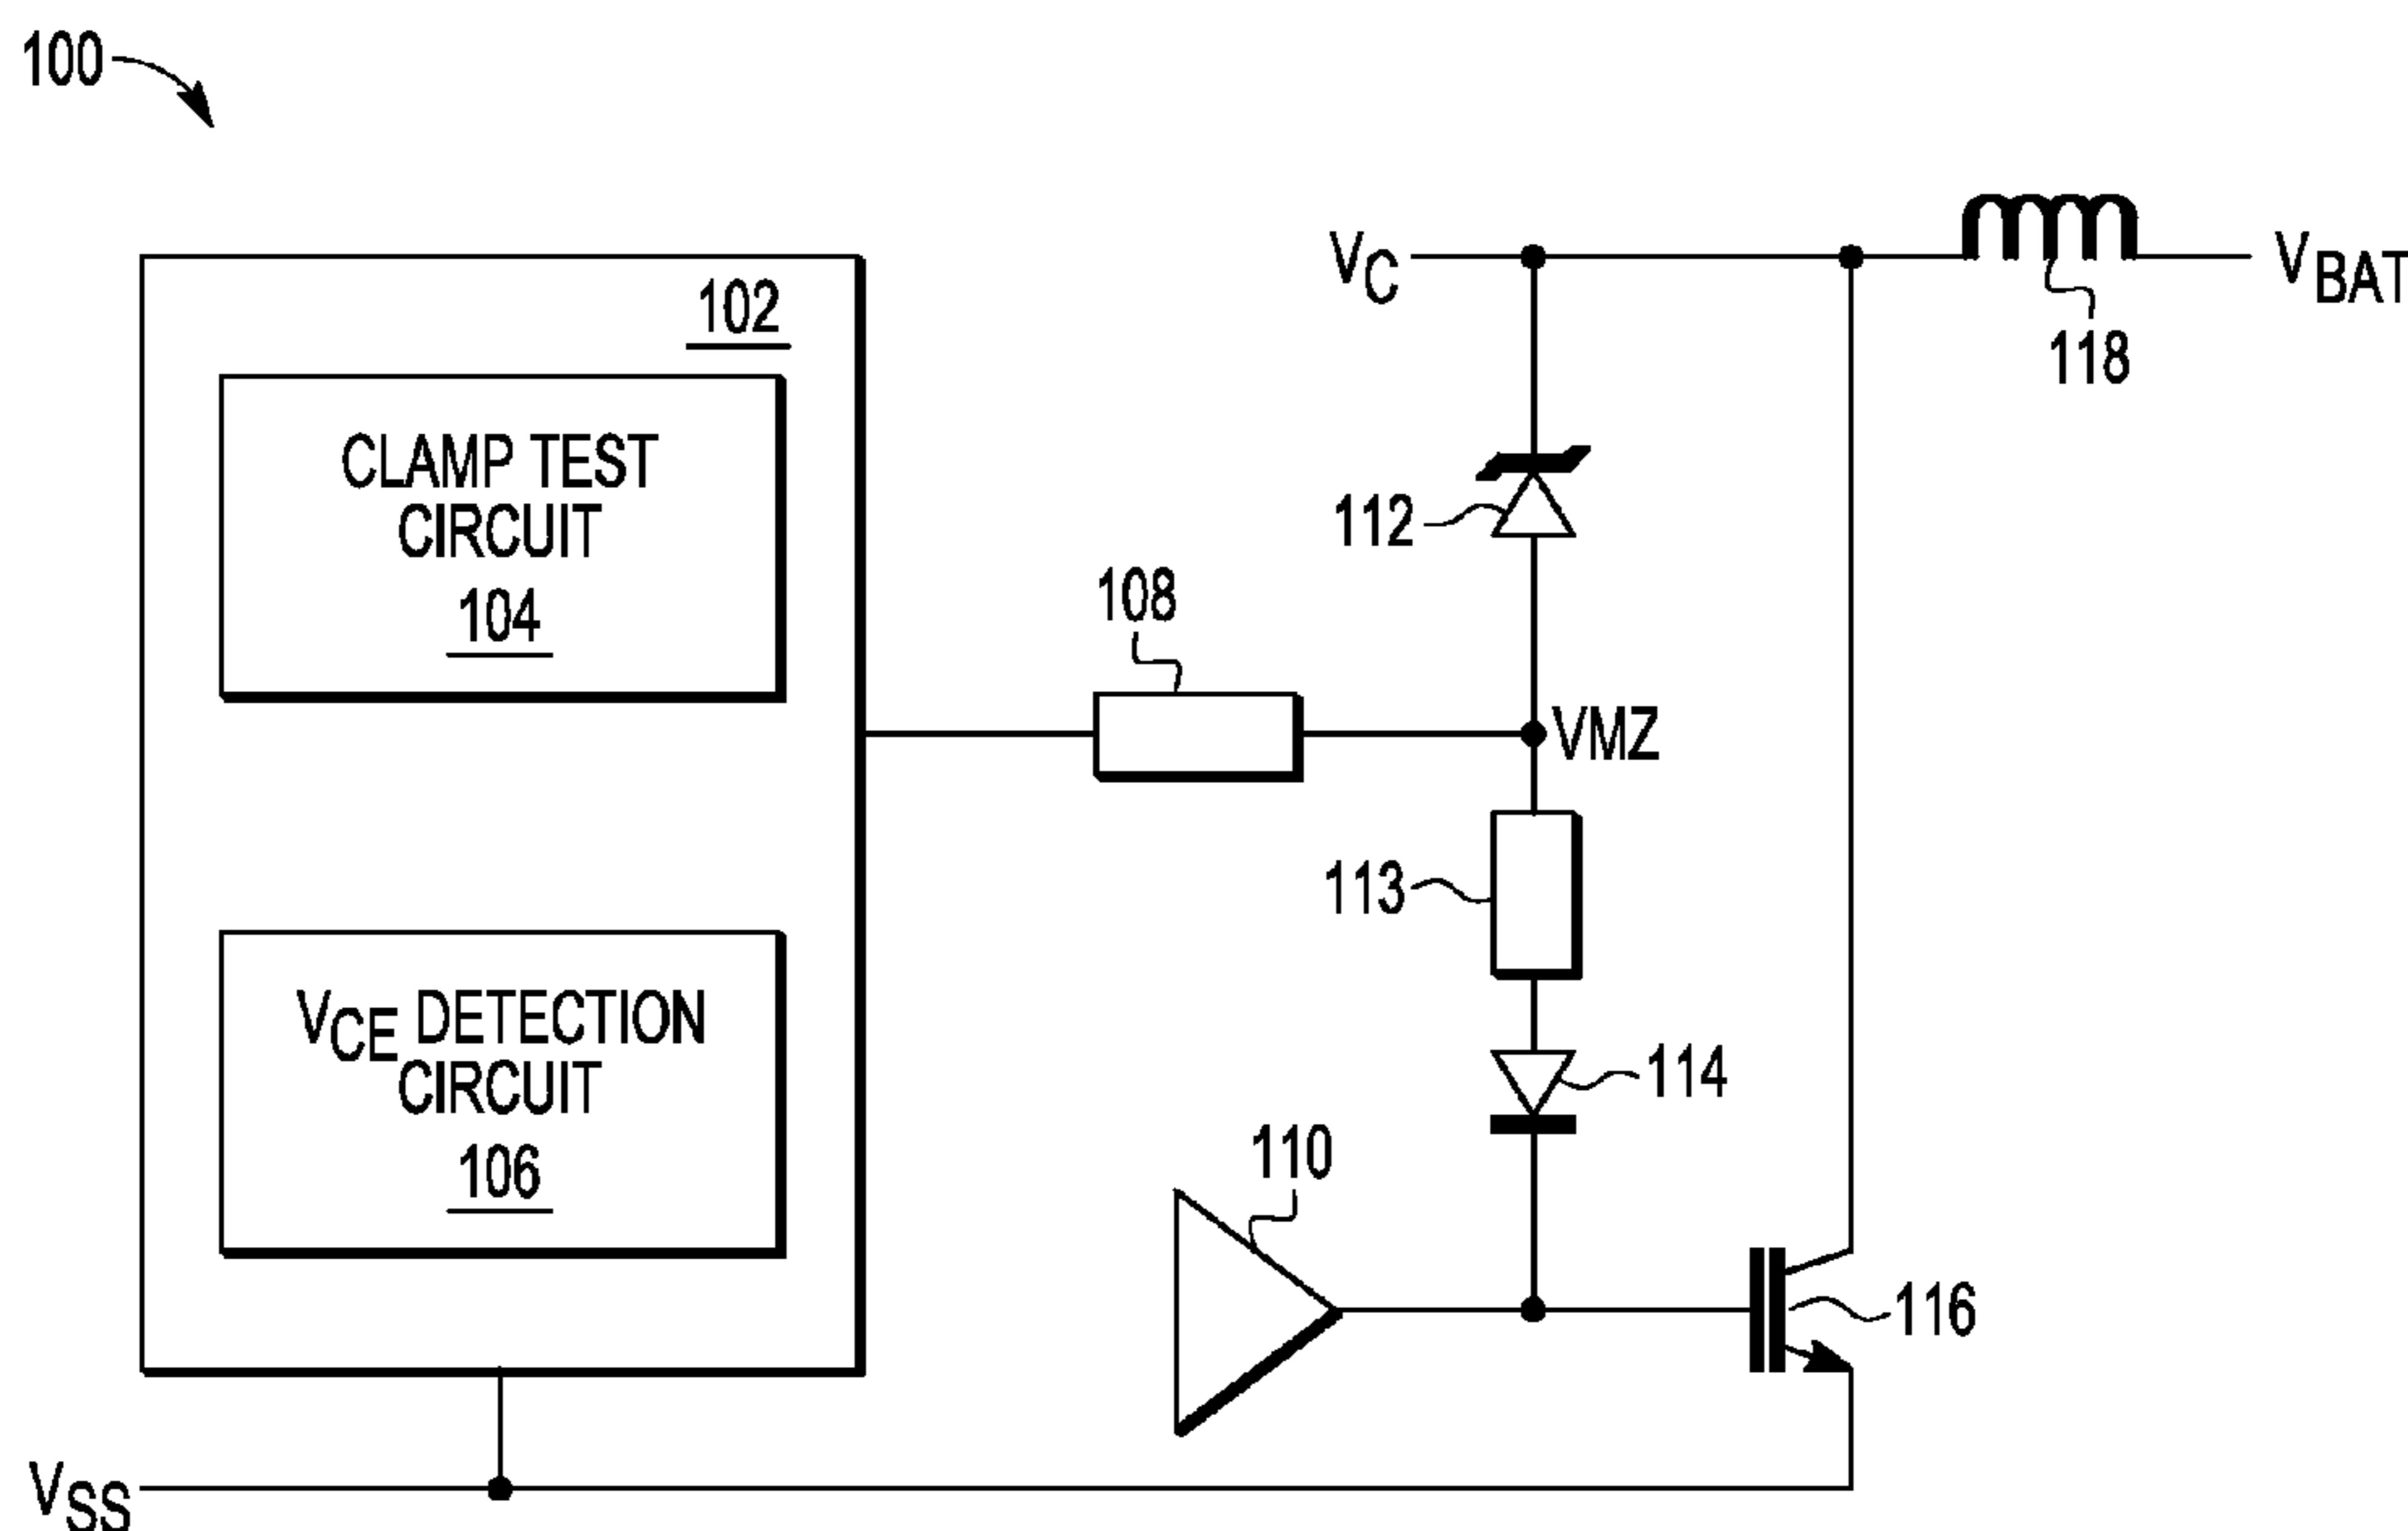 100
102
CLAMP TEST
CIRCUIT
104
VCE DETECTION
CIRCUIT
106
VSS
108
VC
VBAT
118
112
VMZ
113
114
110
116